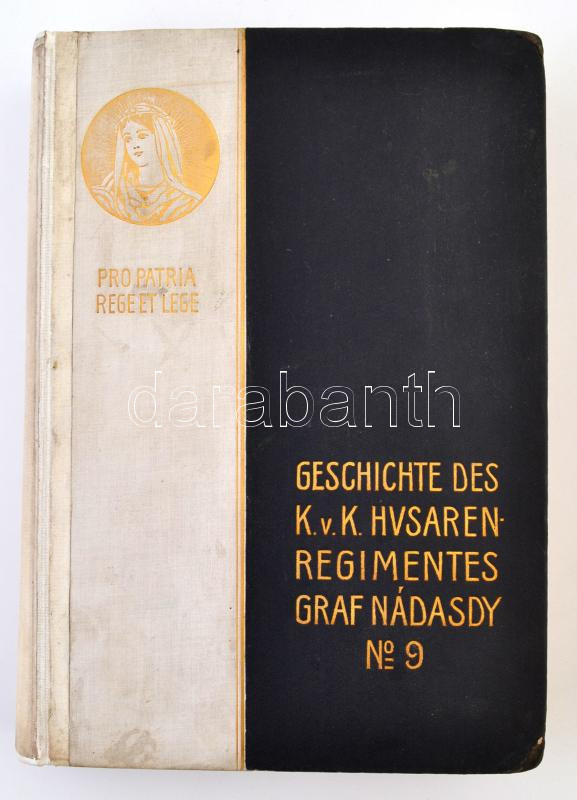 PRO PATRIA
REGE ET LEGE
darabanth
GESCHICHTE DES
K.v.K. HVSAREN-
REGIMENTES
GRAF NÁDASDY
No 9